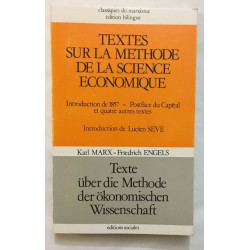 classiques du marxisme
édition bilingue
TEXTES
SUR LA METHODE
DE LA SCIENCE
ECONOMIQUE
Introduction de 1857 - Postface du Capital
et quatre autres textes
Introduction de Lucien SEVE
Karl MARX-Friedrich ENGELS
Texte
über die Methode
der ökonomischen
Wissenschaft
editions sociales